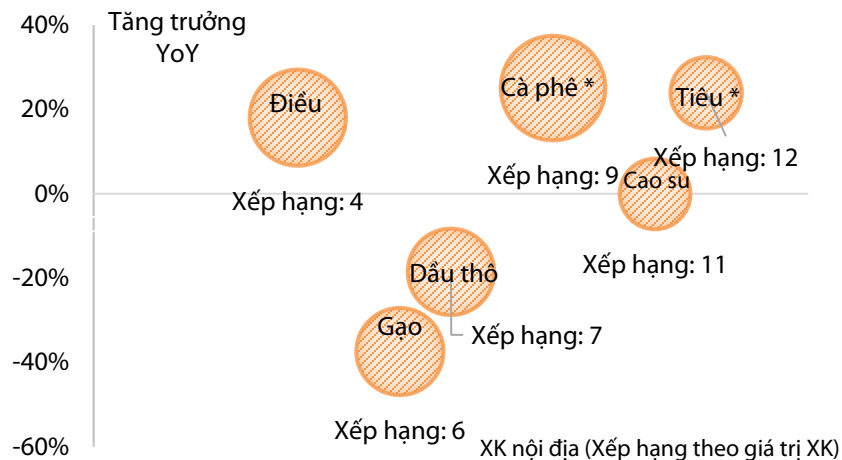 40%
Tăng trưởng
YoY
20%
0%
-20%
-40%
-60%
Điều
Xếp hạng: 4
Cà phê *
Xếp hạng: 9
Tiêu *
Xếp hạng: 12
Cao su
Xếp hạng: 11
Dầu thô
Xếp hạng: 7
Gạo
Xếp hạng: 6
XK nội địa (Xếp hạng theo giá trị XK)